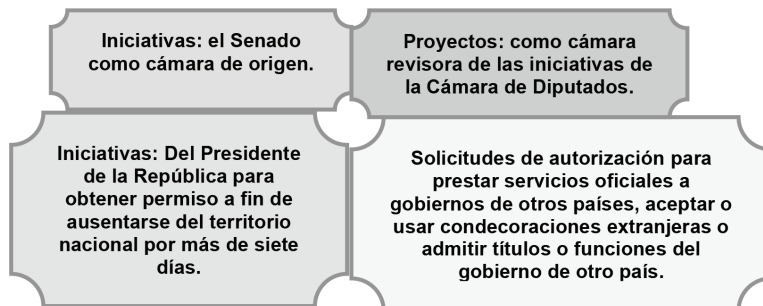 Iniciativas: el Senado
como cámara de origen.
Proyectos: como cámara
revisora de las iniciativas de
la Cámara de Diputados.
Iniciativas: Del Presidente
de la República para
obtener permiso a fin de
ausentarse del territorio
nacional por más de siete
días.
Solicitudes de autorización para
prestar servicios oficiales a
gobiernos de otros países, aceptar o
usar condecoraciones extranjeras o
admitir títulos o funciones del
gobierno de otro país.